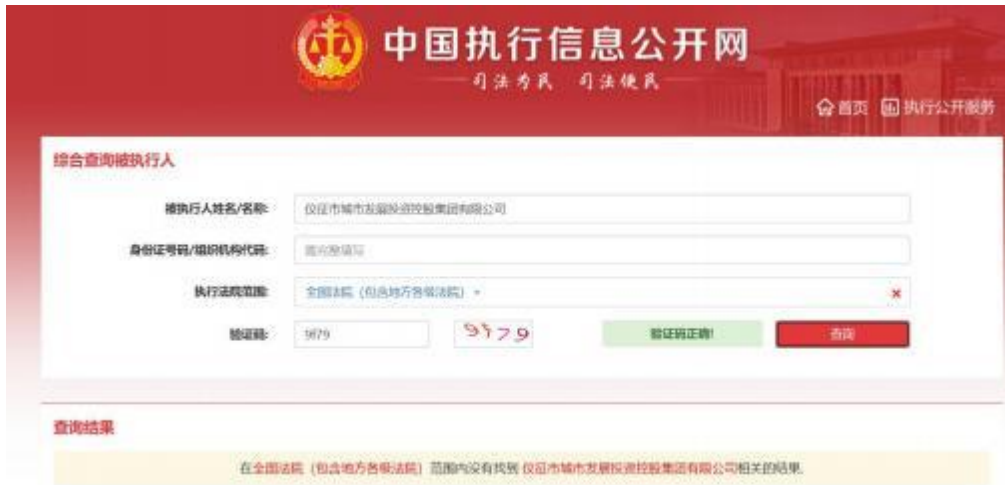 中国执行信息公开网
司法为民 司法便民
首页 执行公开服务
综合查询被执行人
被执行人姓名/名称: 仪征市城市发展投资控股集团有限公司
身份证号码/组织机构代码: 需完整填写
执行法院范围: 全国法院（包含地方各级法院）
验证码: 9879 验证码正确! 查询
查询结果
在全国法院（包含地方各级法院）范围内没有找到 仪征市城市发展投资控股集团有限公司相关的结果.